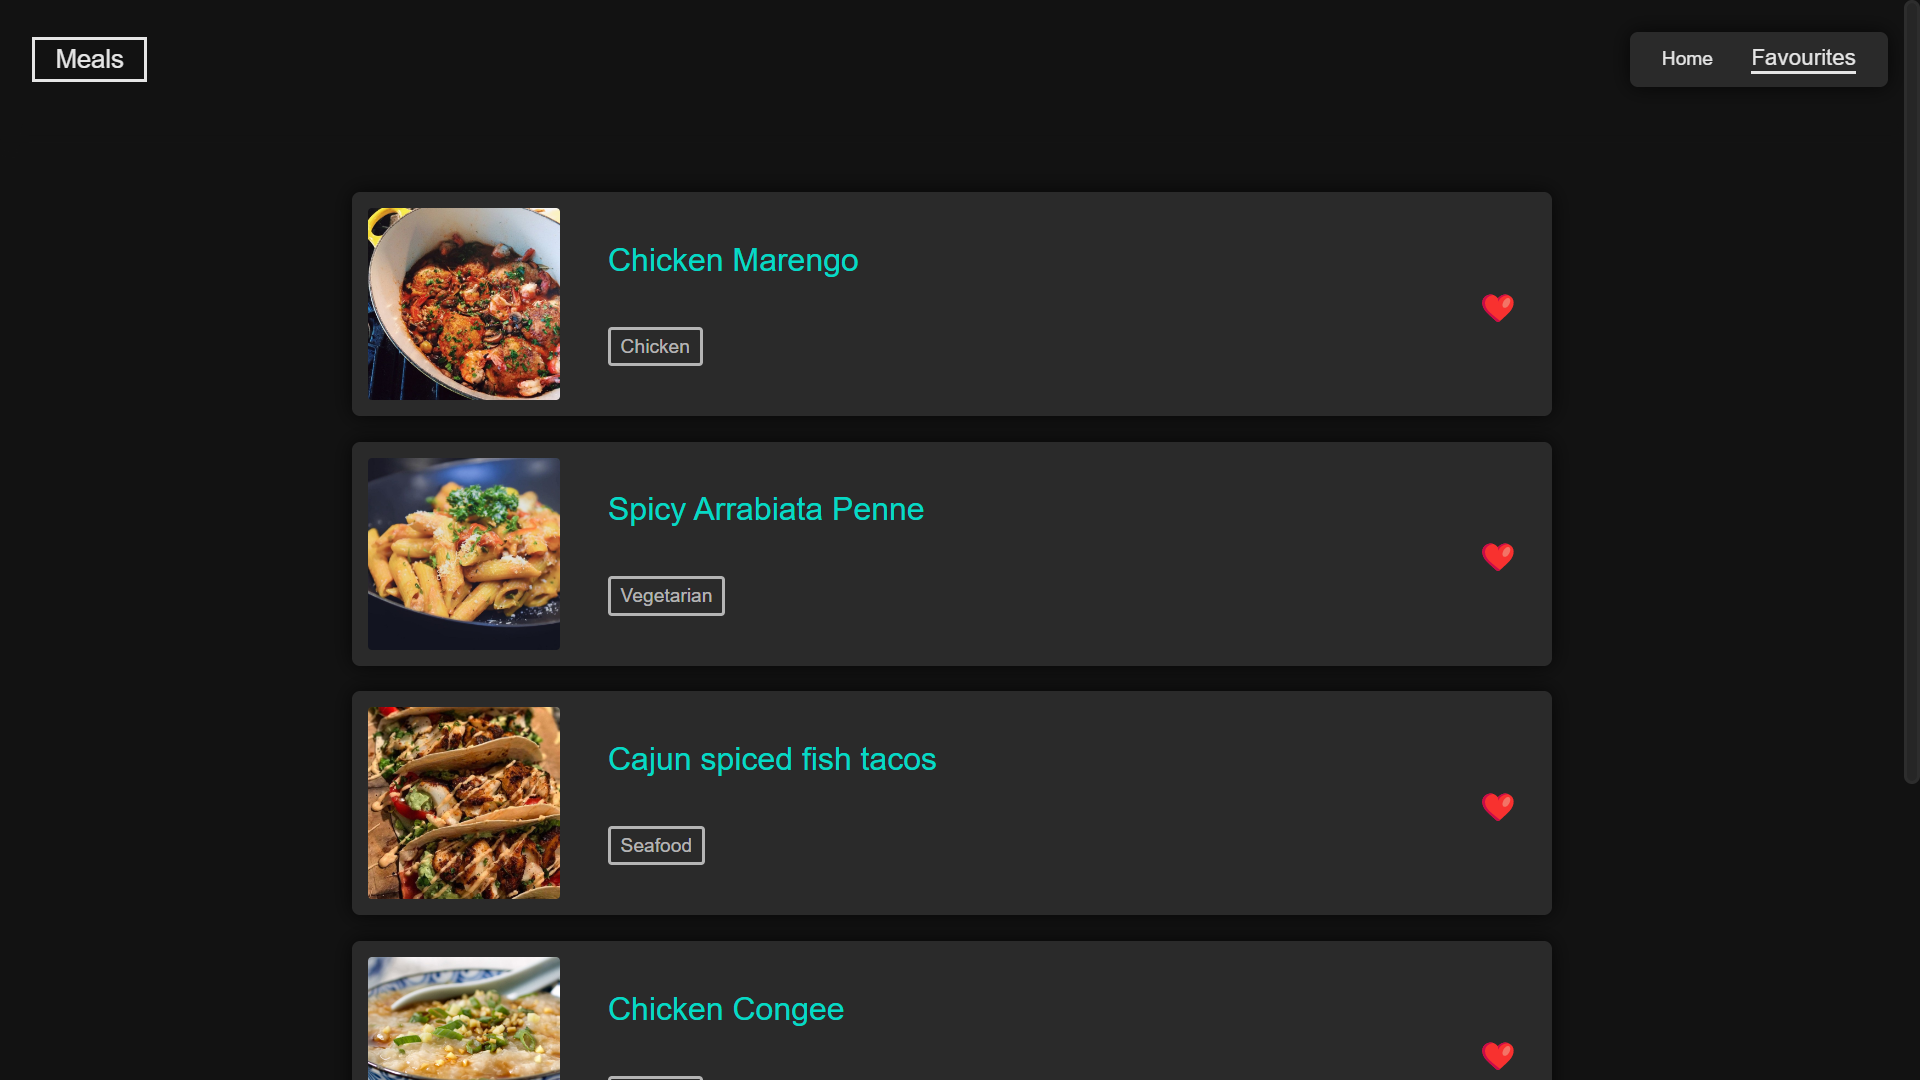 Meals
Home
Favourites
Chicken Marengo
Chicken
Spicy Arrabiata Penne
Vegetarian
Cajun spiced fish tacos
Seafood
Chicken Congee